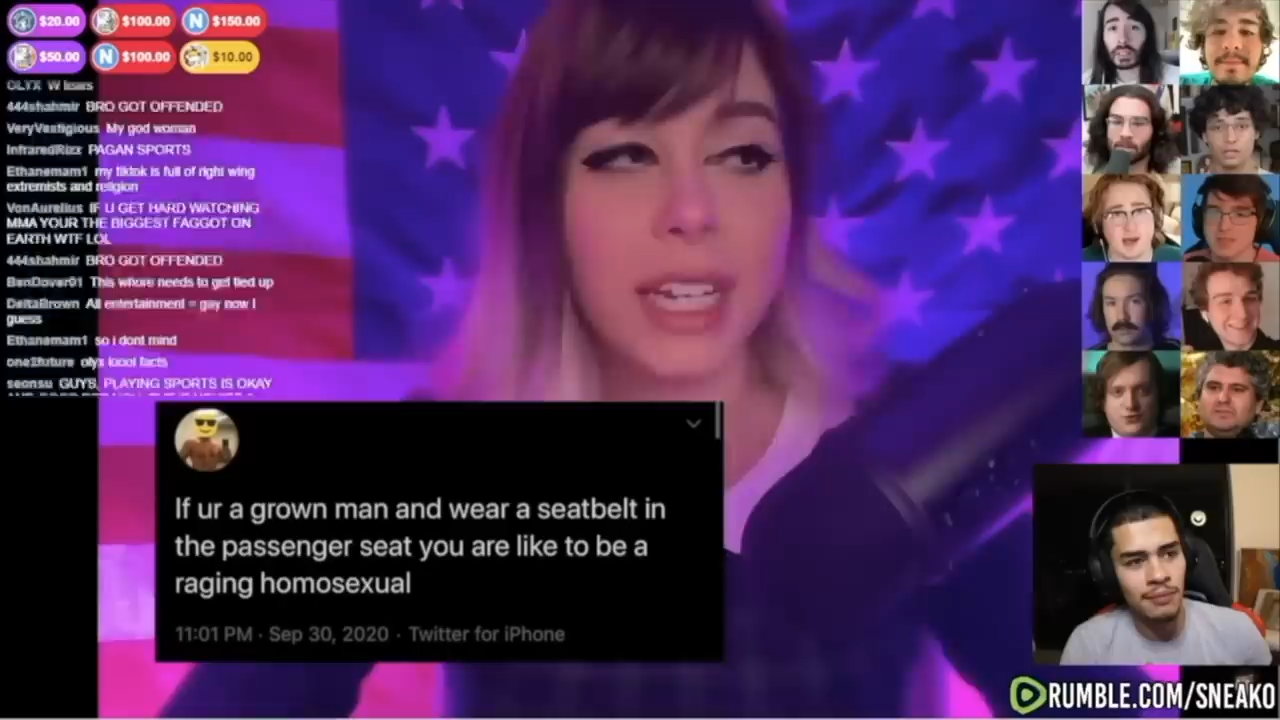 $20.00 $100.00 $150.00
$50.00 $100.00 $10.00
OLYX W loars
444shahmir BRO GOT OFFENDED
VeryVestigious My god woman
InfraredRizz PAGAN SPORTS
Ethanemam1 my tiktok is full of right wing
extremists and religion
VonAurelius IF U GET HARD WATCHING
MMA YOUR THE BIGGEST FAGGOT ON
EARTH WTF LOL
444shahmir BRO GOT OFFENDED
BenDover01 This whore needs to get tied up
DeltaBrown All entertainment = gay now I
guess
Ethanemam1 so i dont mind
olyx loool facts
seonsu GUYS, PLAYING SPORTS IS OKAY
If ur a grown man and wear a seatbelt in
the passenger seat you are like to be a
raging homosexual
11:01 PM · Sep 30, 2020 · Twitter for iPhone
RUMBLE.COM/SNEAKO